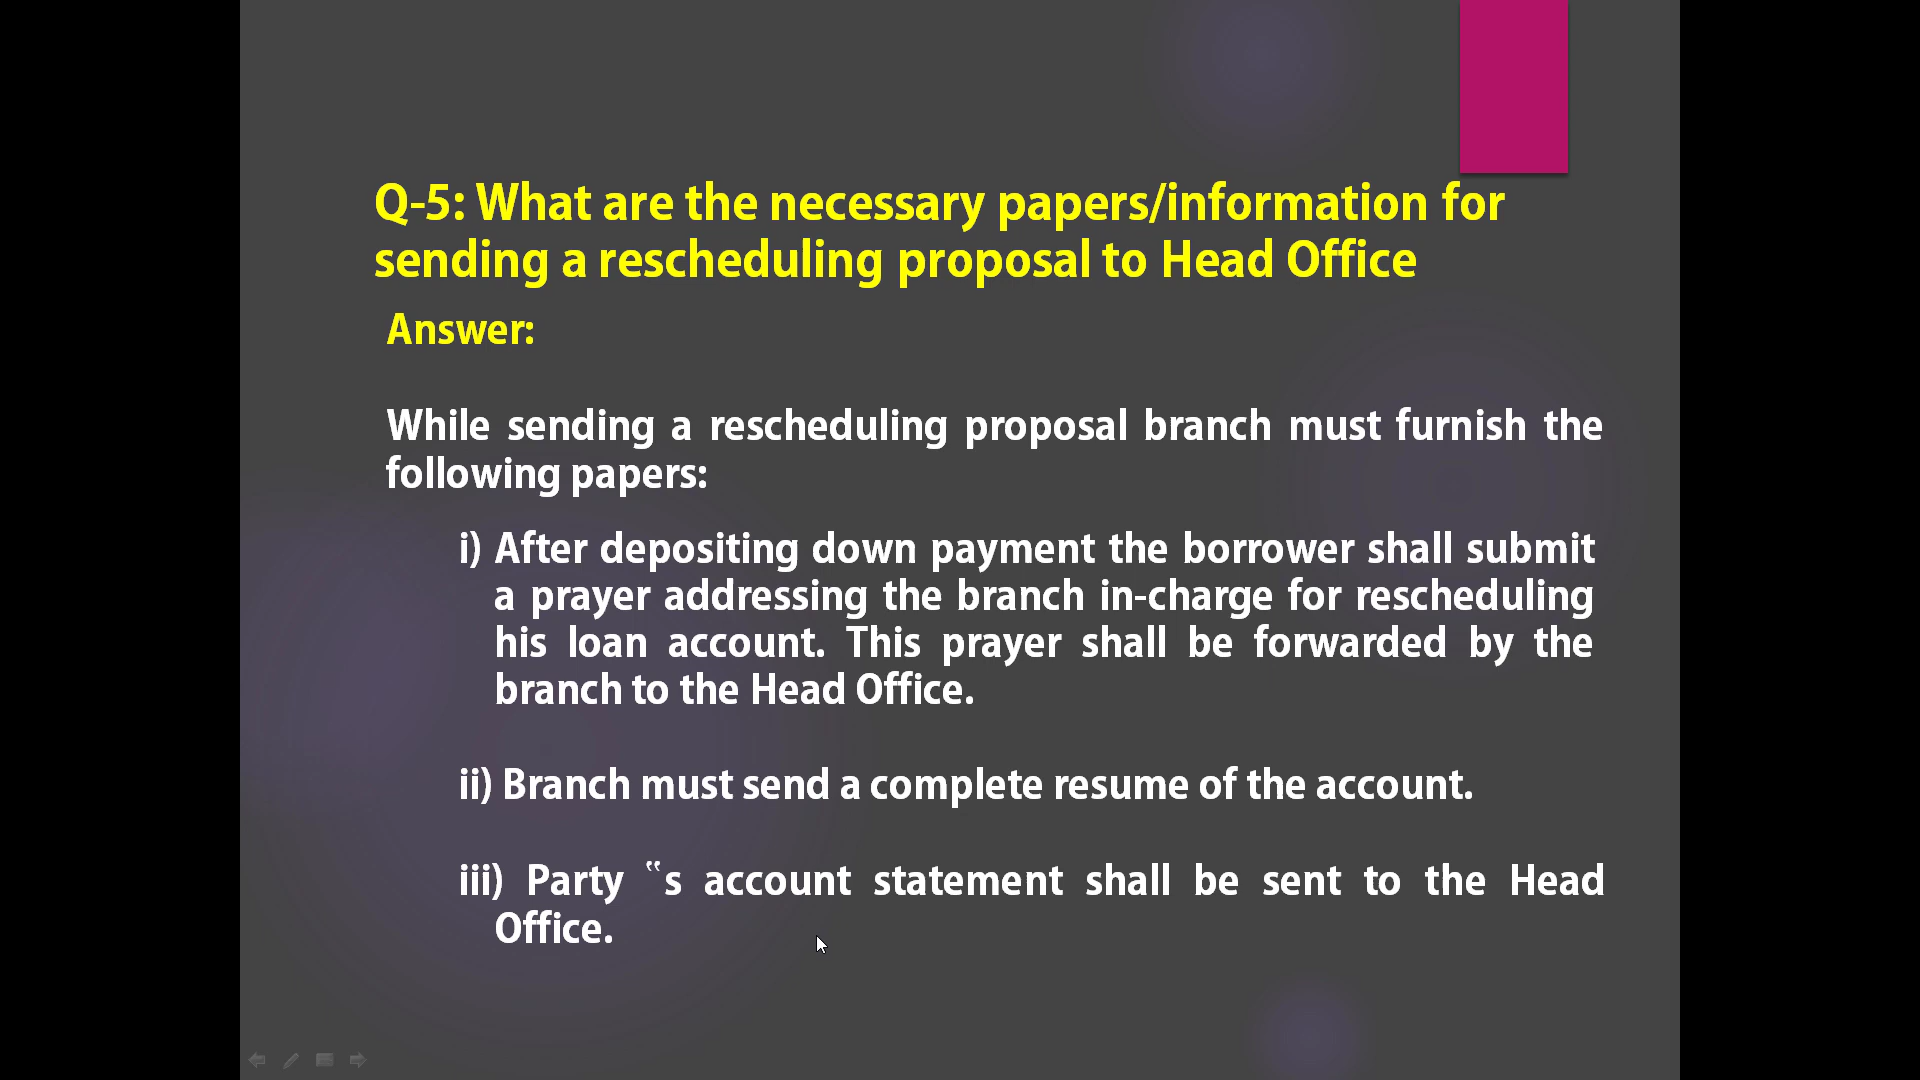 Q-5: What are the necessary papers/information for
sending a rescheduling proposal to Head Office
Answer:
While sending a rescheduling proposal branch must furnish the
following papers:
i) After depositing down payment the borrower shall submit
a prayer addressing the branch in-charge for rescheduling
his loan account. This prayer shall be forwarded by the
branch to the Head Office.
ii) Branch must send a complete resume of the account.
iii) Party ‟s account statement shall be sent to the Head
Office.